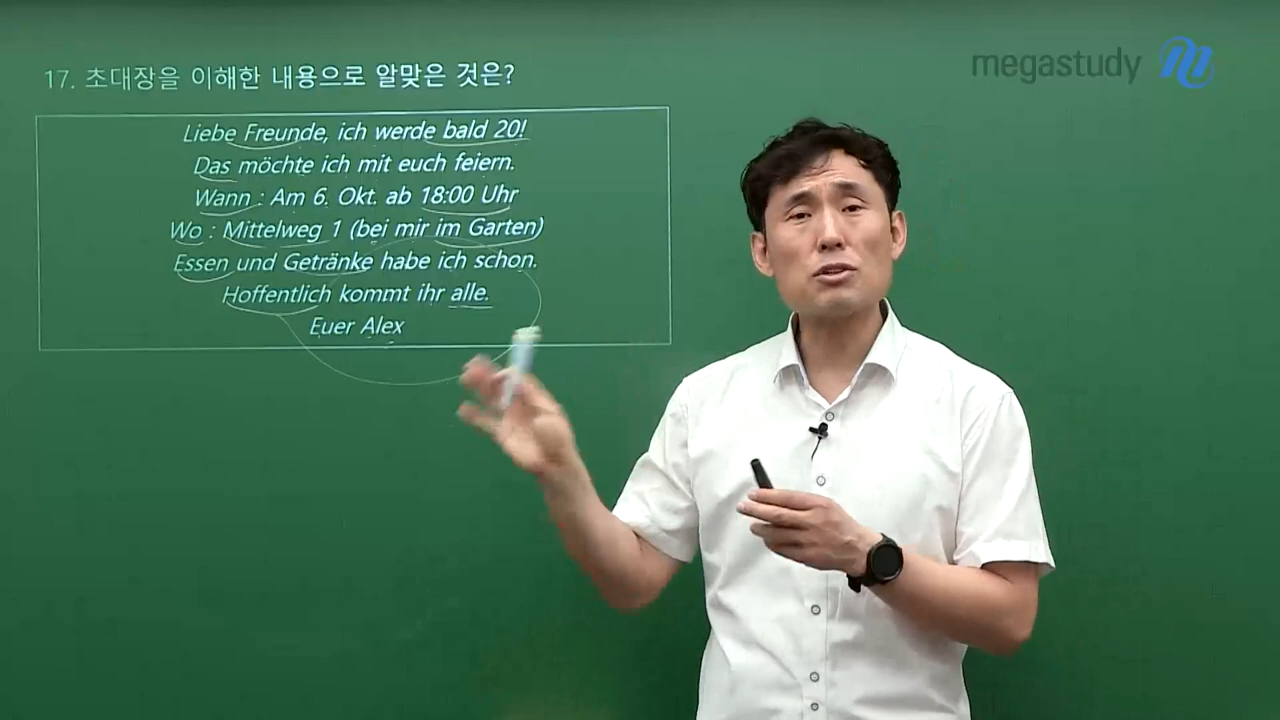 megastudy
17. 초대장을 이해한 내용으로 알맞은 것은?
Liebe Freunde, ich werde bald 20!
Das möchte ich mit euch feiern.
Wann : Am 6. Okt. ab 18:00 Uhr
Wo : Mittelweg 1 (bei mir im Garten)
Essen und Getränke habe ich schon.
Hoffentlich kommt ihr alle.
Euer Alex